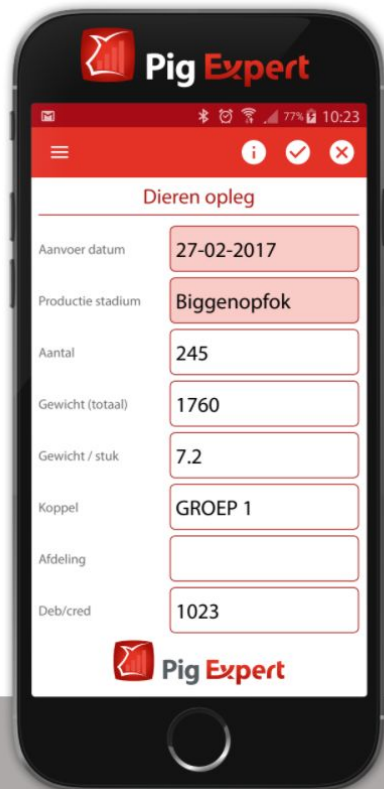 Pig Expert
77% 10:23
i
Dieren opleg
Aanvoer datum 27-02-2017
Productie stadium Biggenopfok
Aantal 245
Gewicht (totaal) 1760
Gewicht / stuk 7.2
Koppel GROEP 1
Afdeling
Deb/cred 1023
Pig Expert